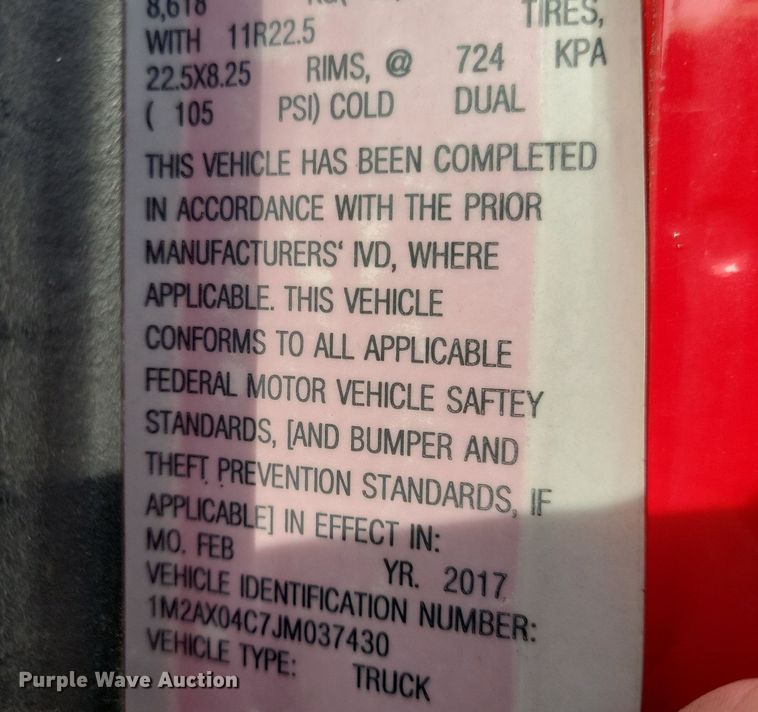 8,618
TIRES,
WITH 11R22.5
22.5X8.25 RIMS, @ 724 KPA
( 105 PSI) COLD DUAL
THIS VEHICLE HAS BEEN COMPLETED
IN ACCORDANCE WITH THE PRIOR
MANUFACTURERS' IVD, WHERE
APPLICABLE. THIS VEHICLE
CONFORMS TO ALL APPLICABLE
FEDERAL MOTOR VEHICLE SAFTEY
STANDARDS, [AND BUMPER AND
THEFT PREVENTION STANDARDS, IF
APPLICABLE] IN EFFECT IN:
MO. FEB YR. 2017
VEHICLE IDENTIFICATION NUMBER:
1M2AX04C7JM037430
VEHICLE TYPE: TRUCK
Purple Wave Auction